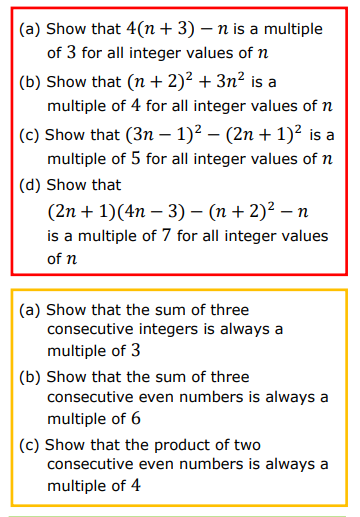 (a) Show that 4(n + 3) − n is a multiple
of 3 for all integer values of n
(b) Show that (n + 2)² + 3n² is a
multiple of 4 for all integer values of n
(c) Show that (3n − 1)² − (2n + 1)² is a
multiple of 5 for all integer values of n
(d) Show that
(2n + 1)(4n − 3) − (n + 2)² − n
is a multiple of 7 for all integer values
of n
(a) Show that the sum of three
consecutive integers is always a
multiple of 3
(b) Show that the sum of three
consecutive even numbers is always a
multiple of 6
(c) Show that the product of two
consecutive even numbers is always a
multiple of 4